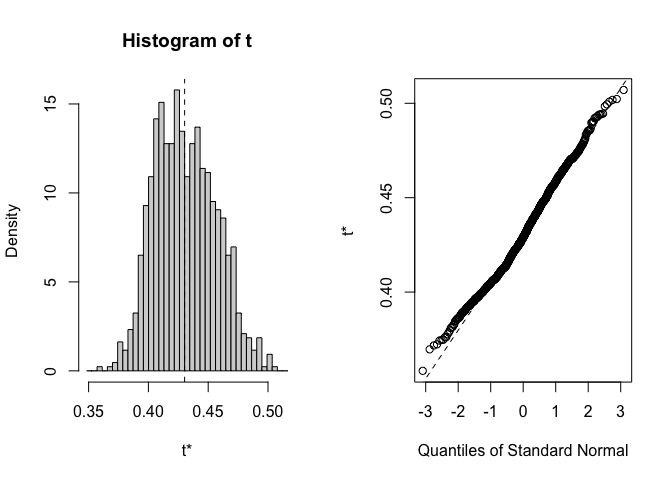 Histogram of t
Density
0
5
10
15
0.35 0.40 0.45 0.50
t*
t*
0.40
0.45
0.50
-3 -2 -1 0 1 2 3
Quantiles of Standard Normal